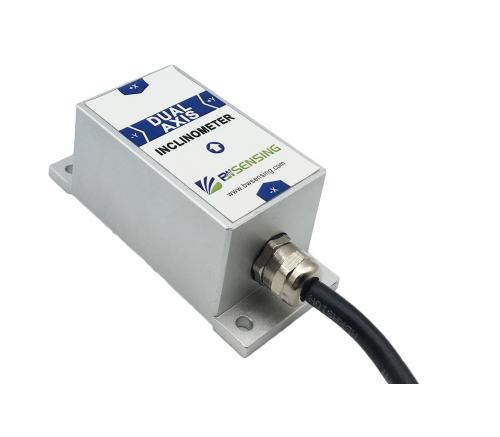 +X
-Y
+Y
DUAL
AXIS
INCLINOMETER
BWSENSING
www.bwsensing.com
-X